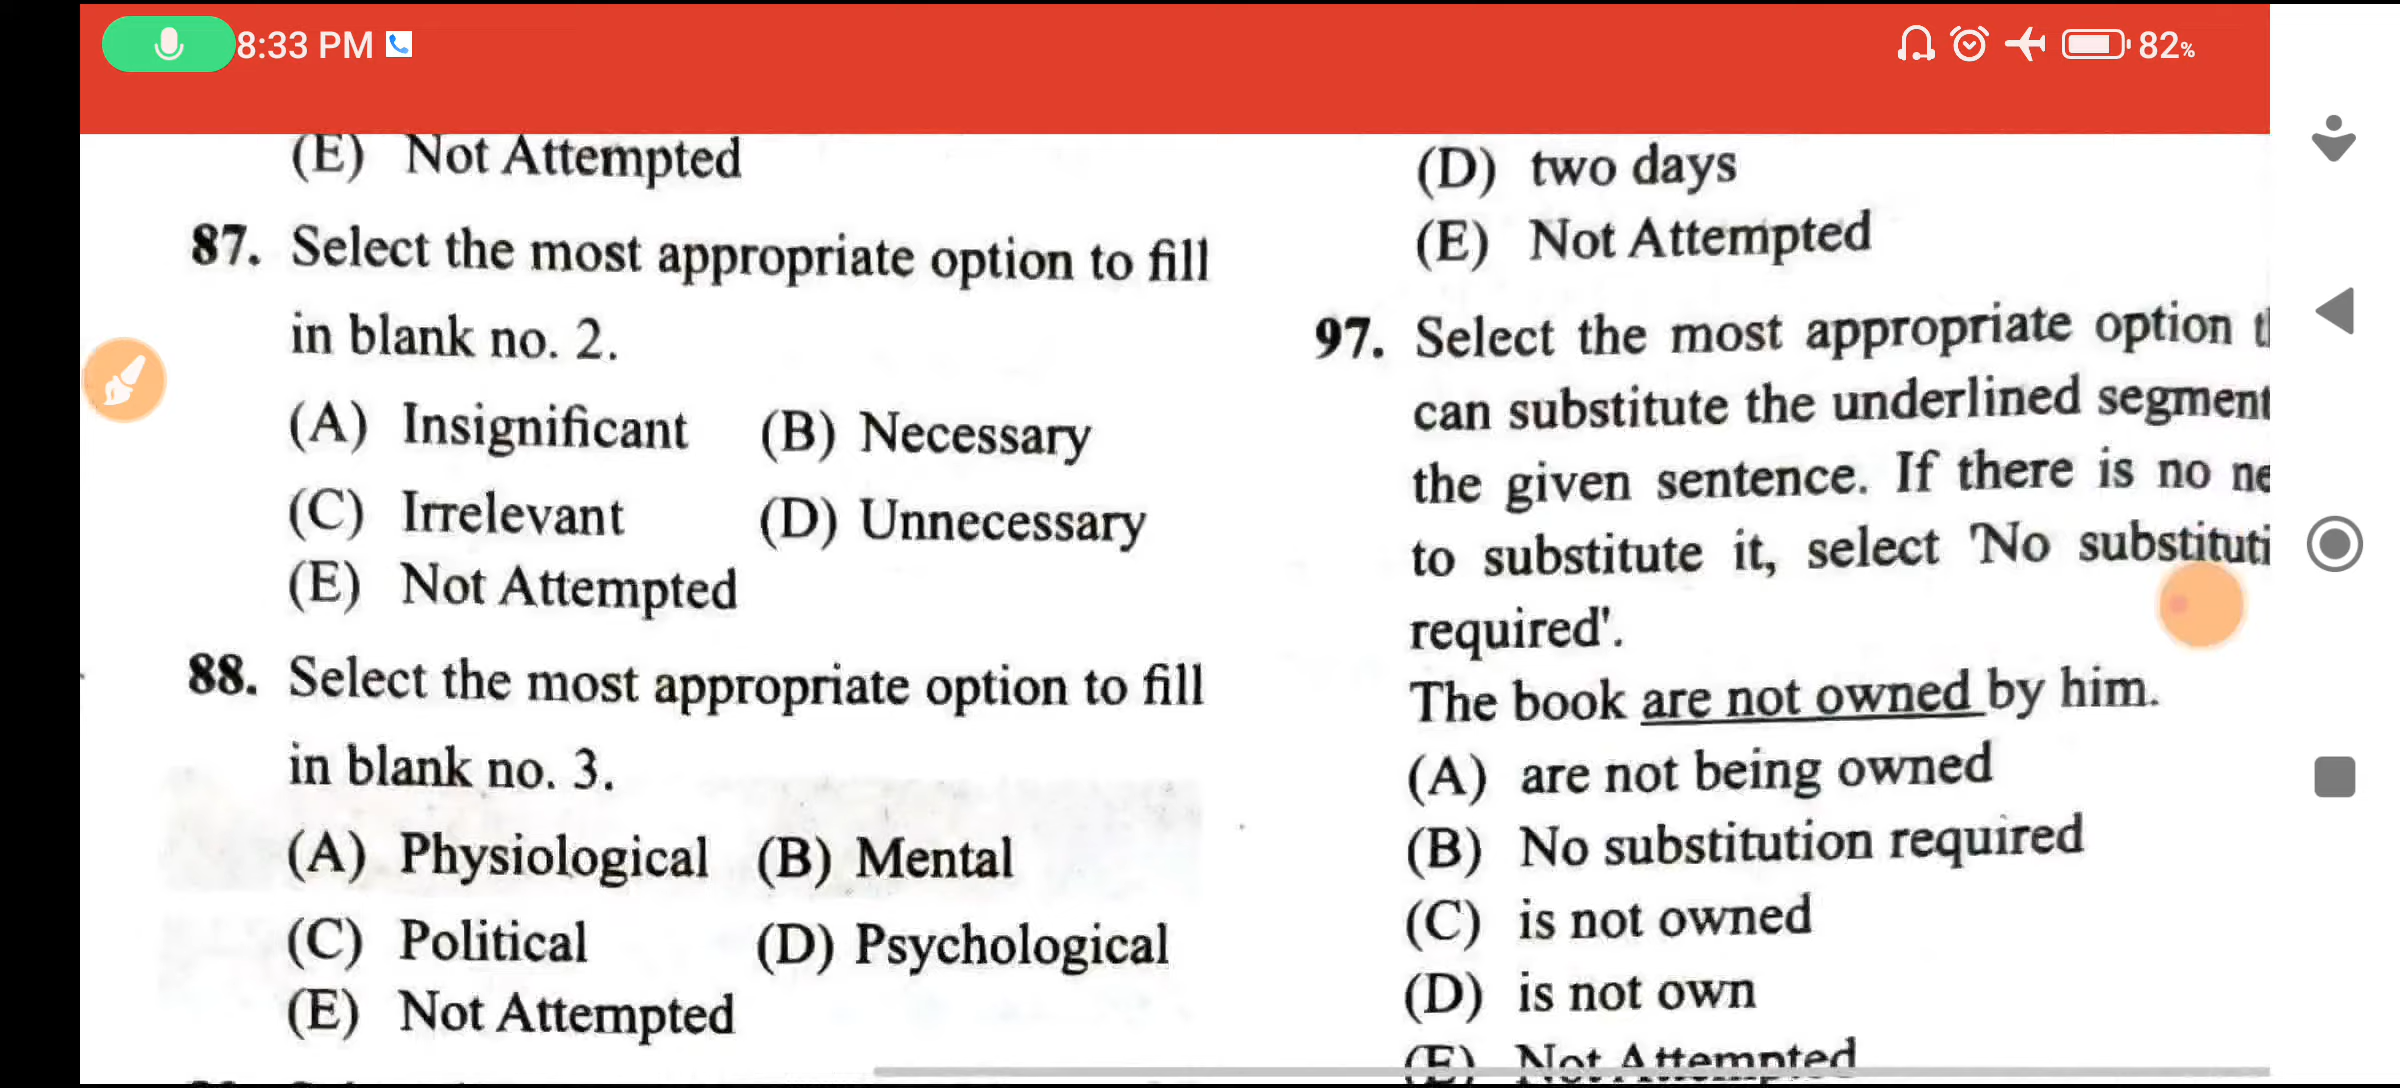 8:33 PM
82%
(E) Not Attempted
87. Select the most appropriate option to fill
in blank no. 2.
(A) Insignificant (B) Necessary
(C) Irrelevant (D) Unnecessary
(E) Not Attempted
88. Select the most appropriate option to fill
in blank no. 3.
(A) Physiological (B) Mental
(C) Political (D) Psychological
(E) Not Attempted
(D) two days
(E) Not Attempted
97. Select the most appropriate option
can substitute the underlined segment
the given sentence. If there is no ne
to substitute it, select 'No substituti
required'.
The book are not owned by him.
(A) are not being owned
(B) No substitution required
(C) is not owned
(D) is not own
(E) Not Attempted